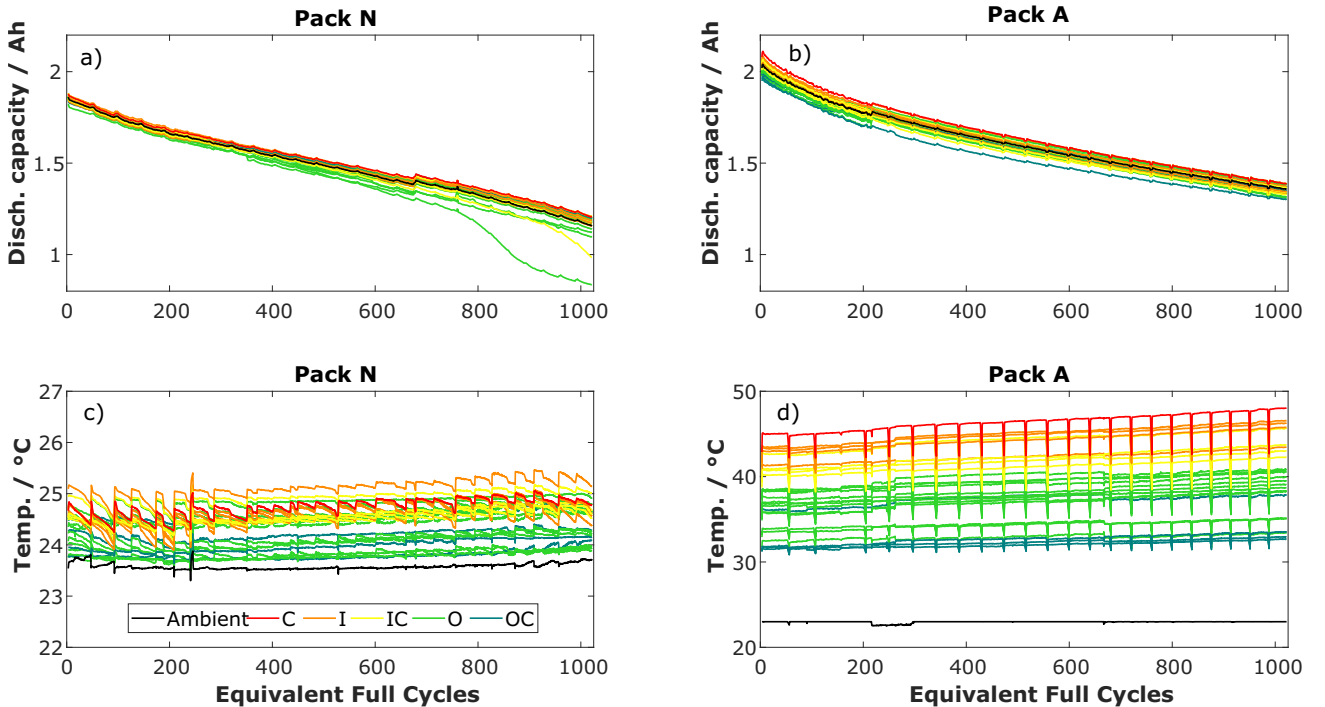 Pack N
a)
Disch. capacity / Ah
2
1.5
1
0 200 400 600 800 1000
Pack A
b)
Disch. capacity / Ah
2
1.5
1
0 200 400 600 800 1000
Pack N
c)
Temp. / °C
27
26
25
24
23
22
Ambient C I IC O OC
0 200 400 600 800 1000
Equivalent Full Cycles
Pack A
d)
Temp. / °C
50
40
30
20
0 200 400 600 800 1000
Equivalent Full Cycles